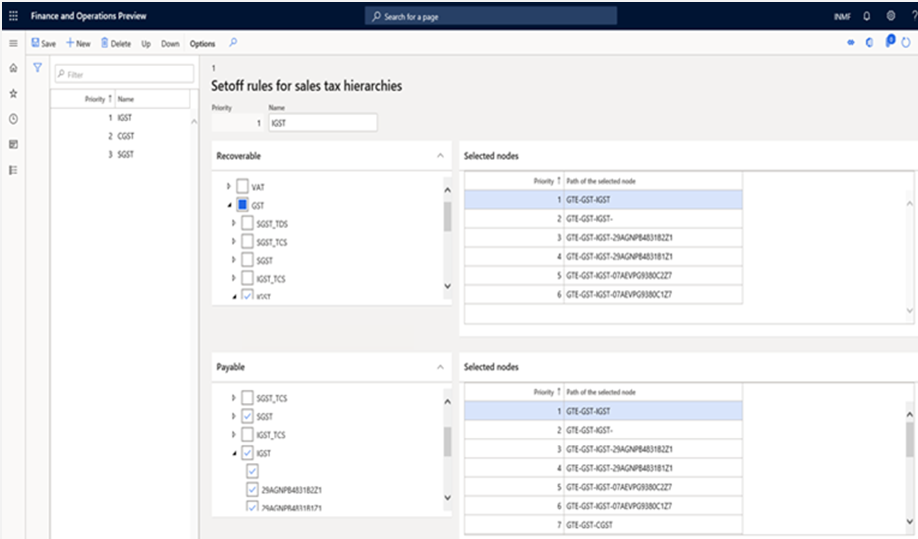 Finance and Operations Preview
Search for a page
INMF
?
Save
New
Delete
Up
Down
Options
Filter
Priority Name
1 IGST
2 CGST
3 SGST
1
Setoff rules for sales tax hierarchies
Priority Name
1 IGST
Recoverable
VAT
GST
SGST_TDS
SGST_TCS
SGST
IGST_TCS
IGST
Selected nodes
Priority Path of the selected node
1 GTE-GST-IGST
2 GTE-GST-IGST-
3 GTE-GST-IGST-29AGNPB4831B2Z1
4 GTE-GST-IGST-29AGNPB4831B1Z1
5 GTE-GST-IGST-07AEVPG9380C2Z7
6 GTE-GST-IGST-07AEVPG9380C1Z7
Payable
SGST_TCS
SGST
IGST_TCS
IGST
29AGNPB4831B2Z1
29AGNPB4831B1Z1
Selected nodes
Priority Path of the selected node
1 GTE-GST-IGST
2 GTE-GST-IGST-
3 GTE-GST-IGST-29AGNPB4831B2Z1
4 GTE-GST-IGST-29AGNPB4831B1Z1
5 GTE-GST-IGST-07AEVPG9380C2Z7
6 GTE-GST-IGST-07AEVPG9380C1Z7
7 GTE-GST-CGST